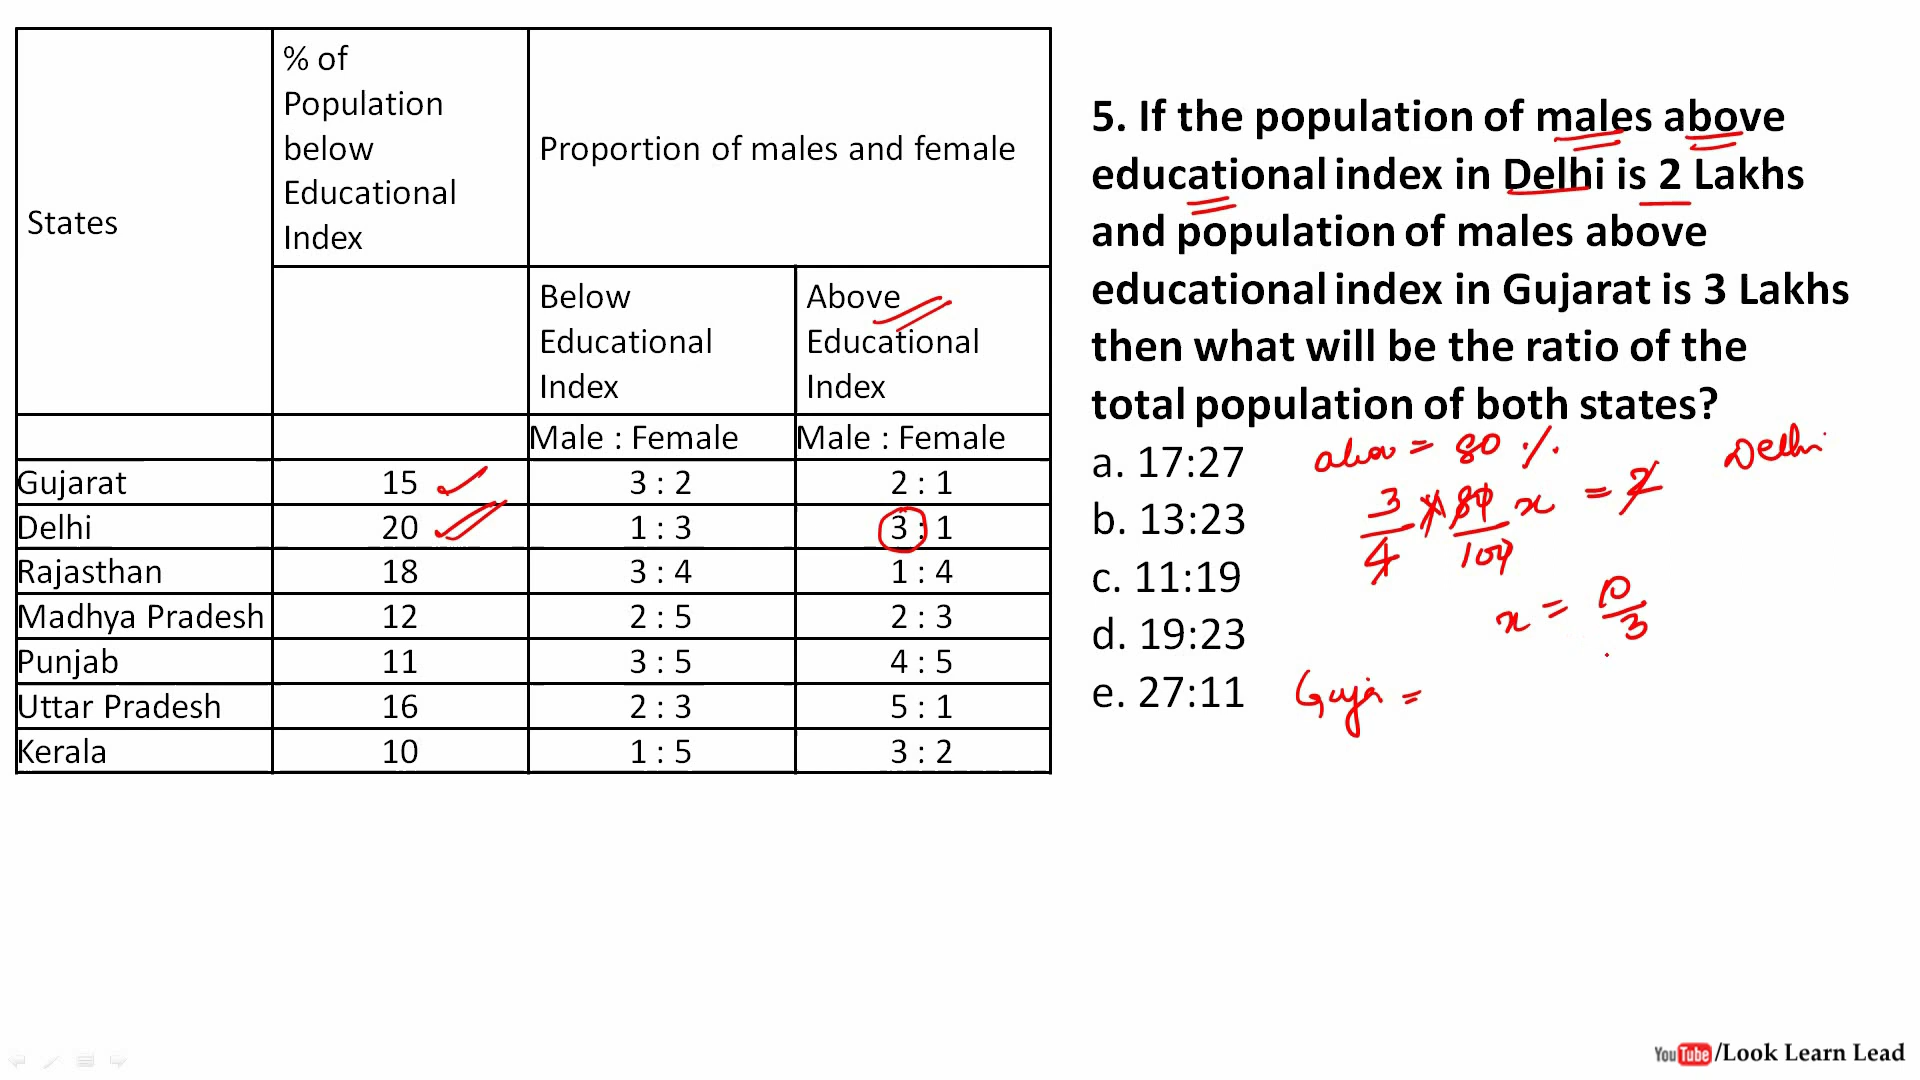 States
% of
Population
below
Educational
Index
Proportion of males and female
Below
Educational
Index
Above
Educational
Index
Male : Female
Male : Female
Gujarat 15 3 : 2 2 : 1
Delhi 20 1 : 3 3 : 1
Rajasthan 18 3 : 4 1 : 4
Madhya Pradesh 12 2 : 5 2 : 3
Punjab 11 3 : 5 4 : 5
Uttar Pradesh 16 2 : 3 5 : 1
Kerala 10 1 : 5 3 : 2
5. If the population of males above
educational index in Delhi is 2 Lakhs
and population of males above
educational index in Gujarat is 3 Lakhs
then what will be the ratio of the
total population of both states?
a. 17:27
b. 13:23
c. 11:19
d. 19:23
e. 27:11
= 80 % Delhi
3/4 × 80/100 x = 2
x = 10/3
Guja =
YouTube/Look Learn Lead